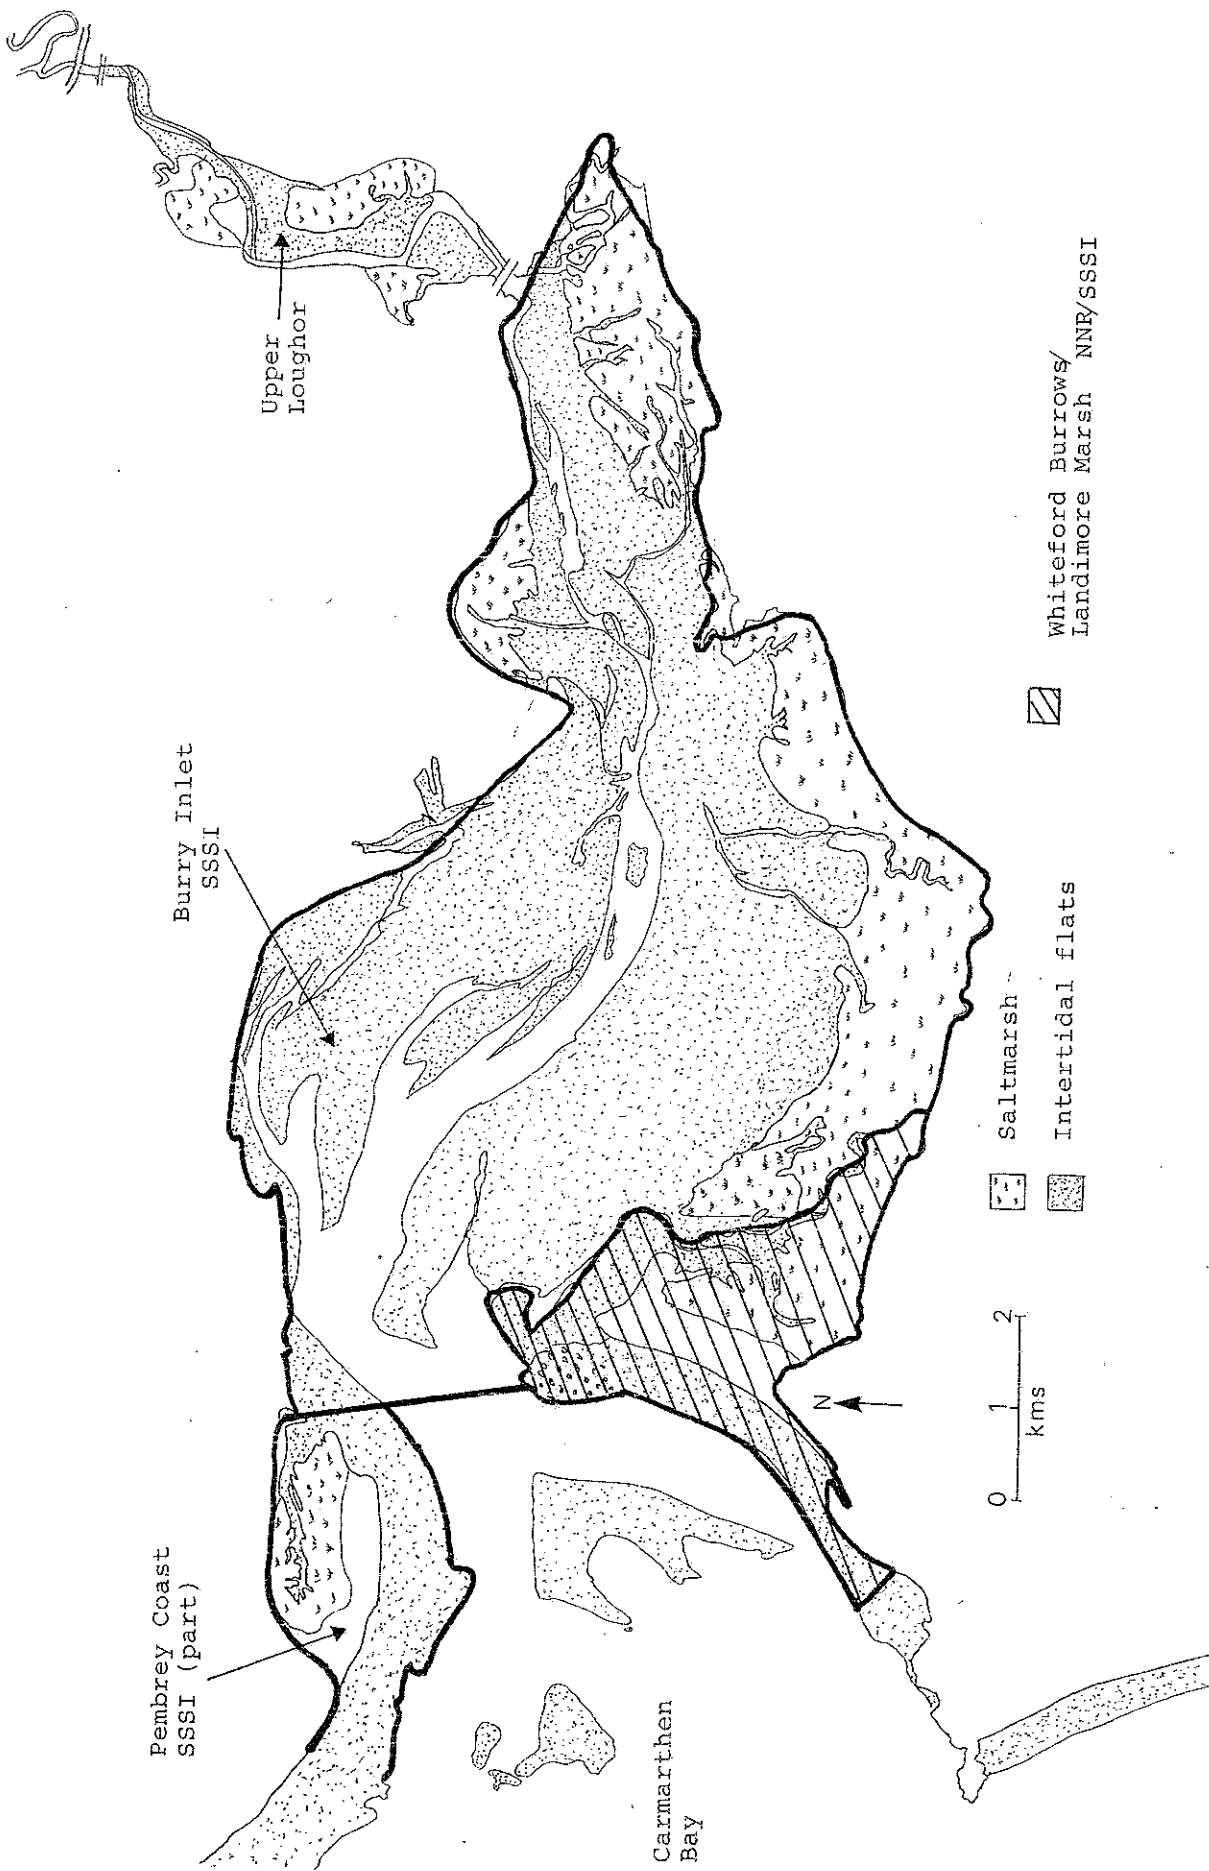 Pembrey Coast
SSSI (part)
Burry Inlet
SSSI
Upper
Loughor
Carmarthen
Bay
N
0 1 2
kms
Saltmarsh
Intertidal flats
Whiteford Burrows/
Landimore Marsh NNR/SSSI